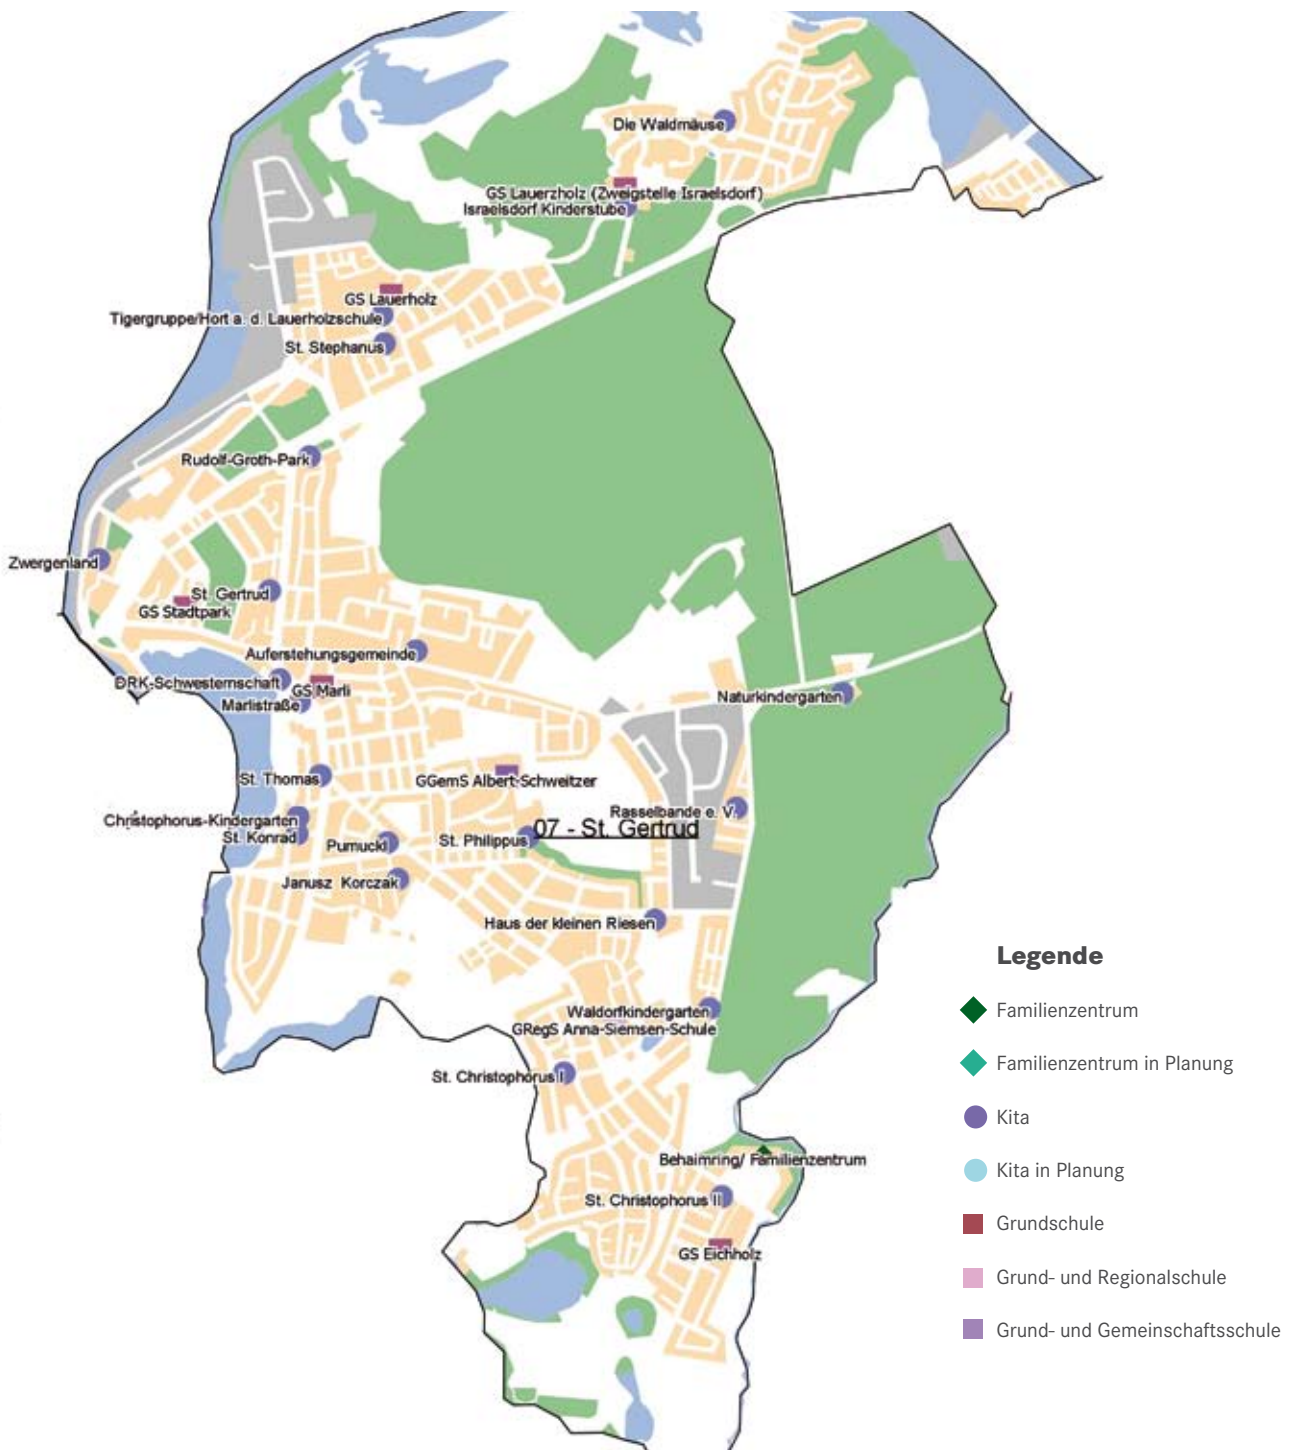 Die Waldmäuse
GS Lauerzholz (Zweigstelle Israelsdorf)
Israelsdorf Kinderstube
GS Lauerholz
Tigergruppe/Hort a. d. Lauerholzschule
St. Stephanus
Rudolf-Groth-Park
Zwergenland
St. Gertrud
GS Stadtpark
Auferstehungsgemeinde
DRK-Schwesternschaft
GS Marli
Marlistraße
Naturkindergarten
St. Thomas
GGemS Albert-Schweitzer
Rasselbande e. V.
Christophorus-Kindergarten
07 - St. Gertrud
St. Konrad
Pumuckl
St. Philippus
Janusz Korczak
Haus der kleinen Riesen
Waldorfkindergarten
GRegS Anna-Siemsen-Schule
St. Christophorus I
Behaimring/ Familienzentrum
St. Christophorus II
GS Eichholz
Legende
Familienzentrum
Familienzentrum in Planung
Kita
Kita in Planung
Grundschule
Grund- und Regionalschule
Grund- und Gemeinschaftsschule